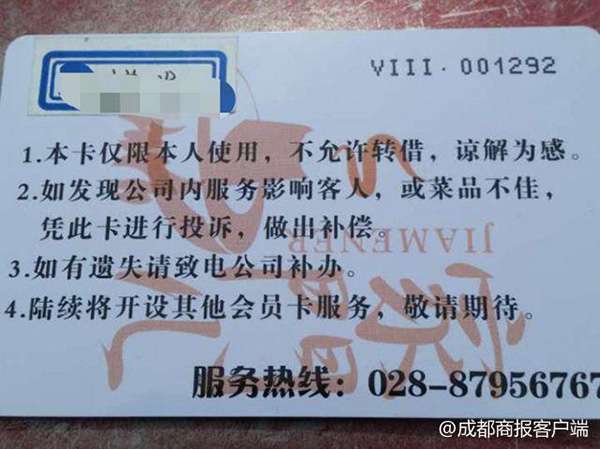 VIII·001292
1.本卡仅限本人使用，不允许转借，谅解为感。
2.如发现公司内服务影响客人，或菜品不佳，
凭此卡进行投诉，做出补偿。
JIAMENER
3.如有遗失请致电公司补办。
4.陆续将开设其他会员卡服务，敬请期待。
服务热线：028-87956767
@成都商报客户端